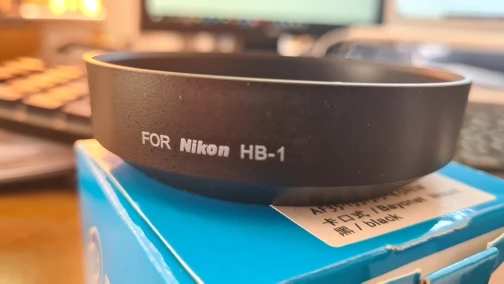 FOR Nikon HB-1
卡口式 / Bayonet
黑 / black